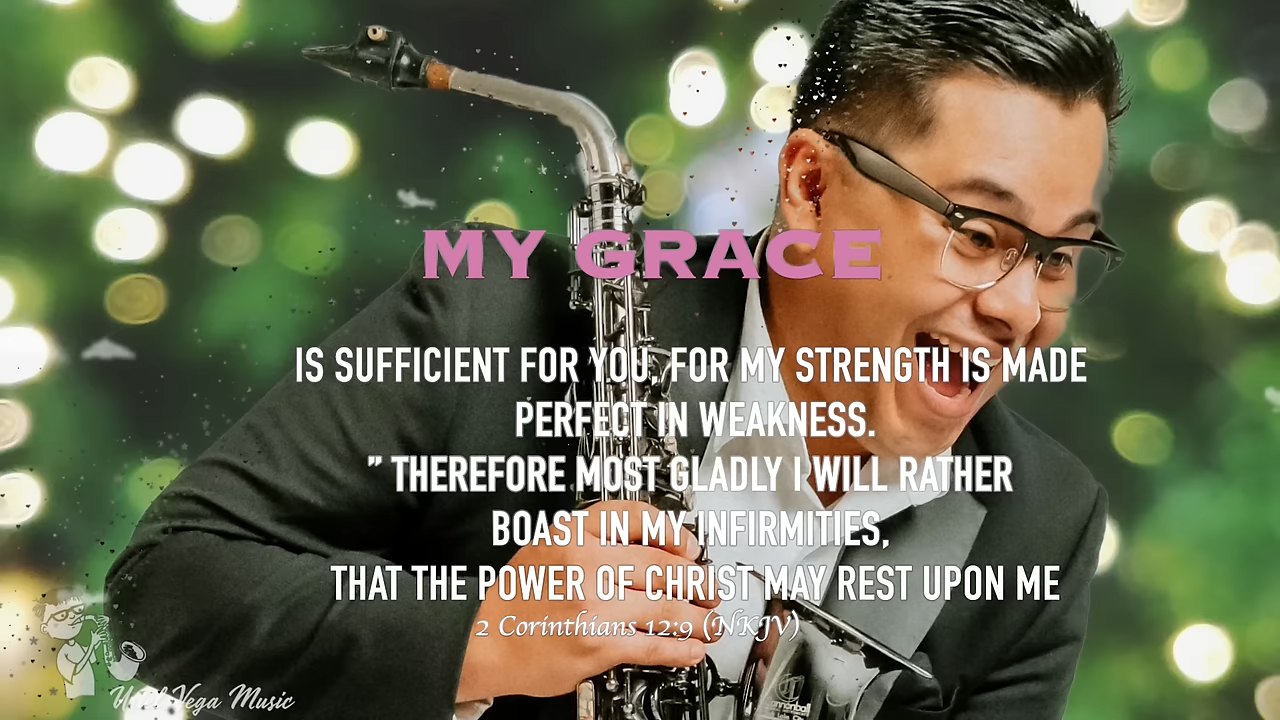 MY GRACE
IS SUFFICIENT FOR YOU, FOR MY STRENGTH IS MADE
PERFECT IN WEAKNESS.
” THEREFORE MOST GLADLY I WILL RATHER
BOAST IN MY INFIRMITIES,
THAT THE POWER OF CHRIST MAY REST UPON ME
2 Corinthians 12:9 (NKJV)
Will Vega Music